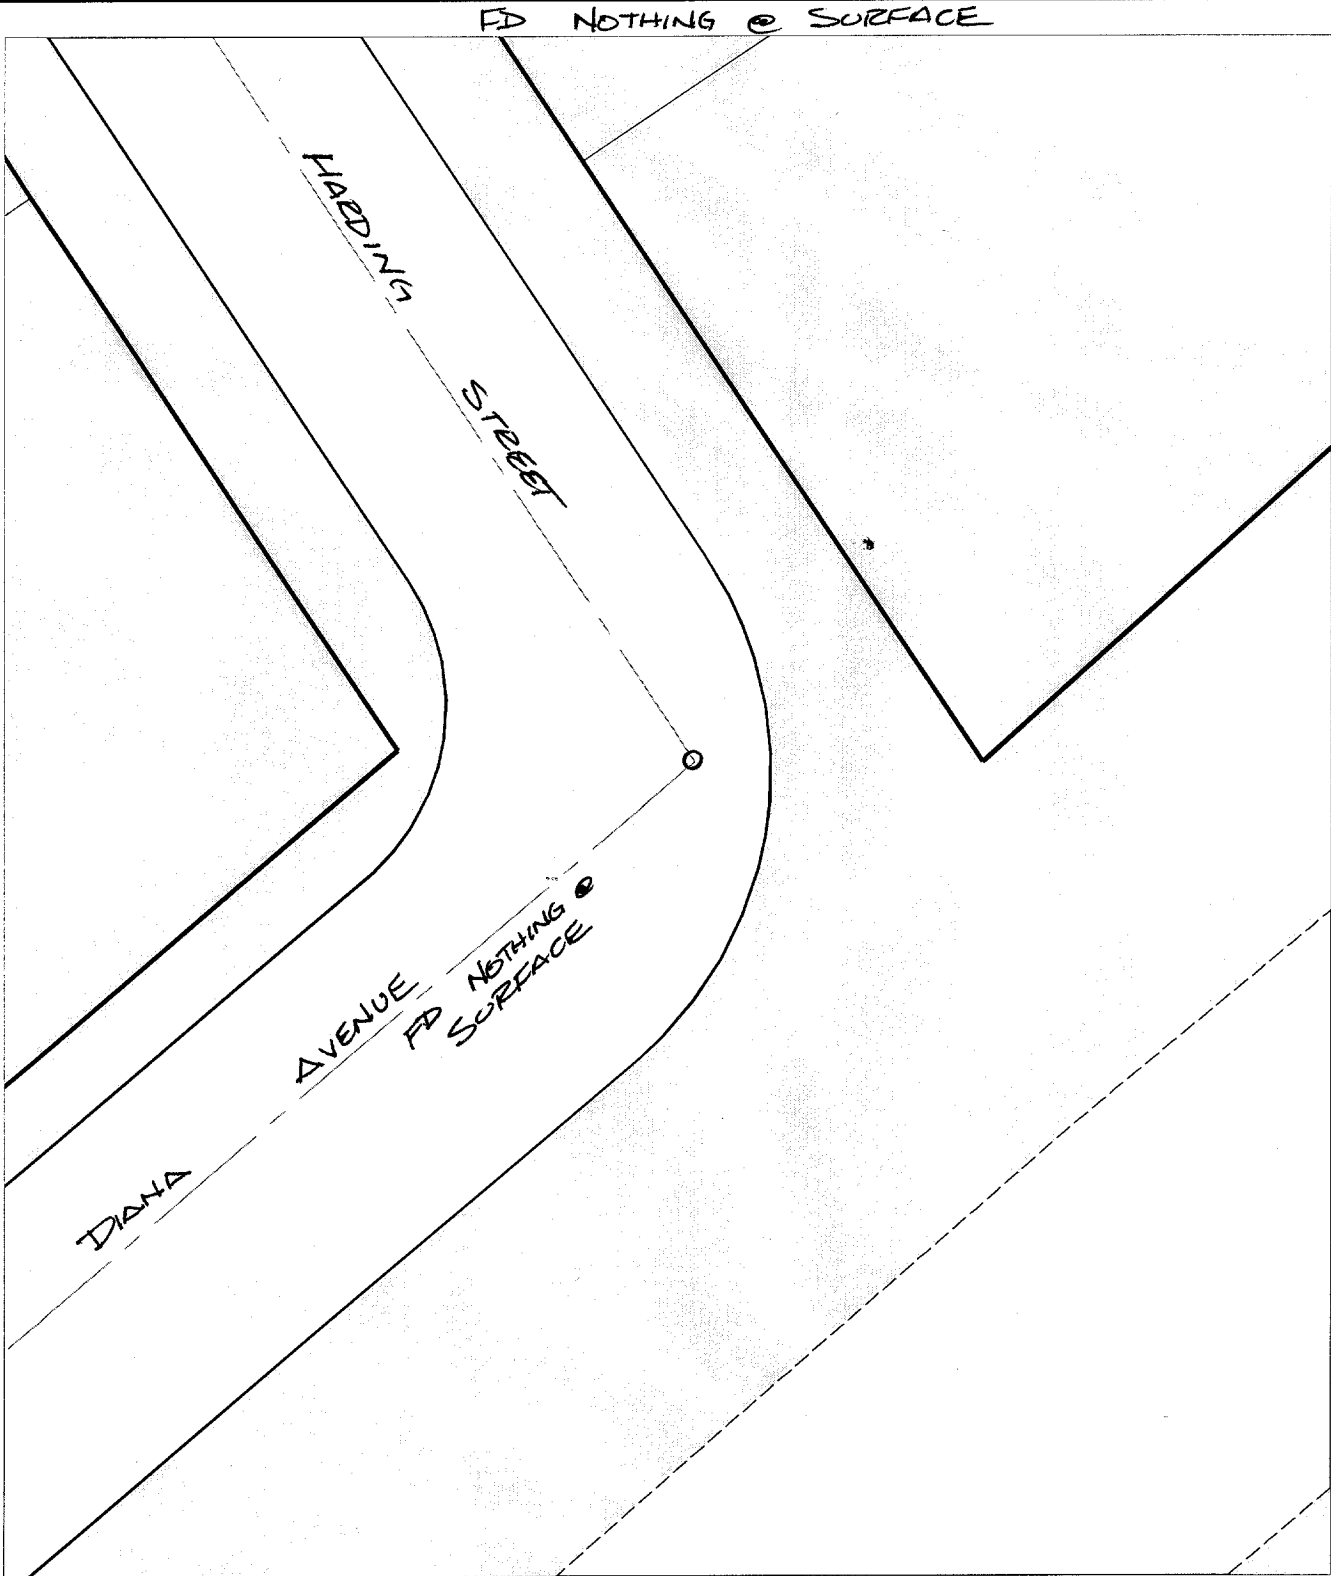 FD NOTHING @ SURFACE
HARDING STREET
DIANA AVENUE
FD NOTHING @
SURFACE